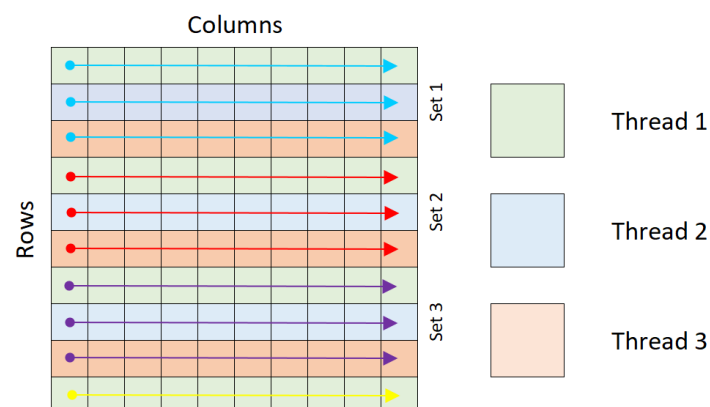 Columns
Rows
Set 1
Set 2
Set 3
Thread 1
Thread 2
Thread 3